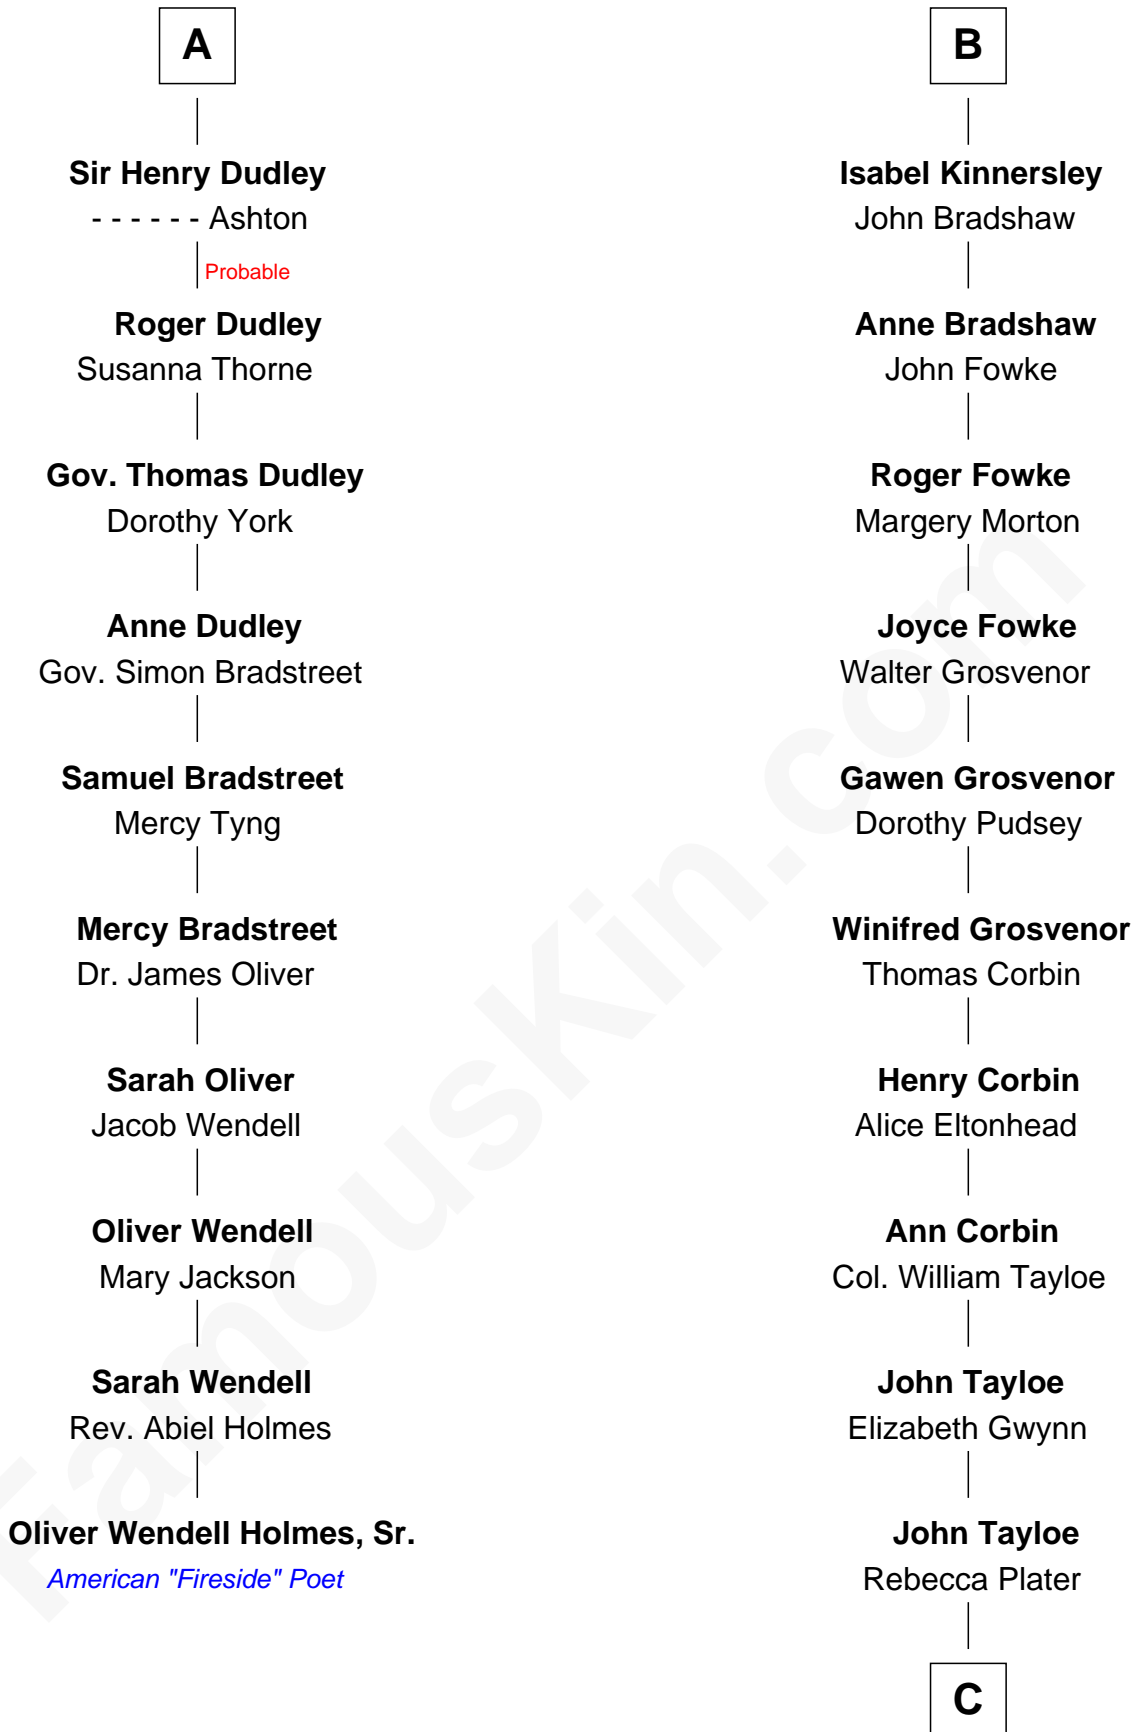 A
Sir Henry Dudley
- - - - - - Ashton
Probable
Roger Dudley
Susanna Thorne
Gov. Thomas Dudley
Dorothy York
Anne Dudley
Gov. Simon Bradstreet
Samuel Bradstreet
Mercy Tyng
Mercy Bradstreet
Dr. James Oliver
Sarah Oliver
Jacob Wendell
Oliver Wendell
Mary Jackson
Sarah Wendell
Rev. Abiel Holmes
Oliver Wendell Holmes, Sr.
American "Fireside" Poet
B
Isabel Kinnersley
John Bradshaw
Anne Bradshaw
John Fowke
Roger Fowke
Margery Morton
Joyce Fowke
Walter Grosvenor
Gawen Grosvenor
Dorothy Pudsey
Winifred Grosvenor
Thomas Corbin
Henry Corbin
Alice Eltonhead
Ann Corbin
Col. William Tayloe
John Tayloe
Elizabeth Gwynn
John Tayloe
Rebecca Plater
C
FamousKin.com